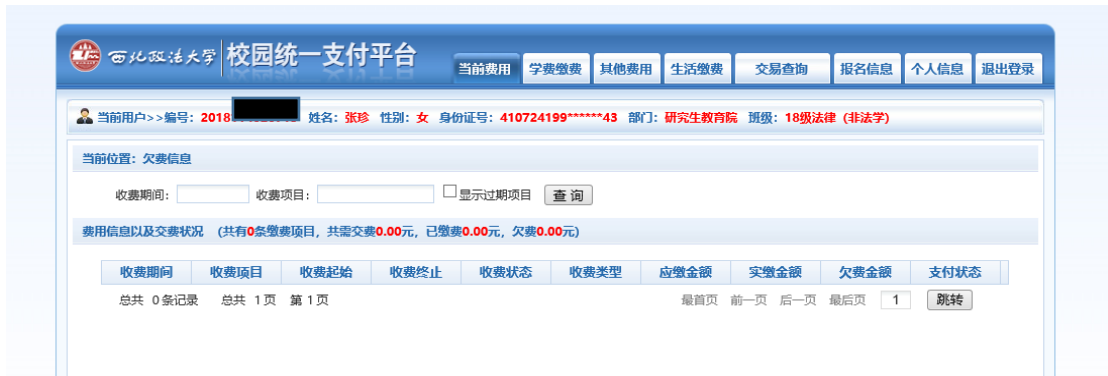 西北政法大学 校园统一支付平台
当前费用 学费缴费 其他费用 生活缴费 交易查询 报名信息 个人信息 退出登录
当前用户>>编号: 2018 姓名: 张珍 性别: 女 身份证号: 410724199******43 部门: 研究生教育院 班级: 18级法律 (非法学)
当前位置: 欠费信息
收费期间: 收费项目: 显示过期项目 查询
费用信息以及交费状况 (共有0条缴费项目, 共需交费0.00元, 已缴费0.00元, 欠费0.00元)
收费期间 收费项目 收费起始 收费终止 收费状态 收费类型 应缴金额 实缴金额 欠费金额 支付状态
总共 0条记录 总共 1页 第1页 最首页 前一页 后一页 最后页 1 跳转